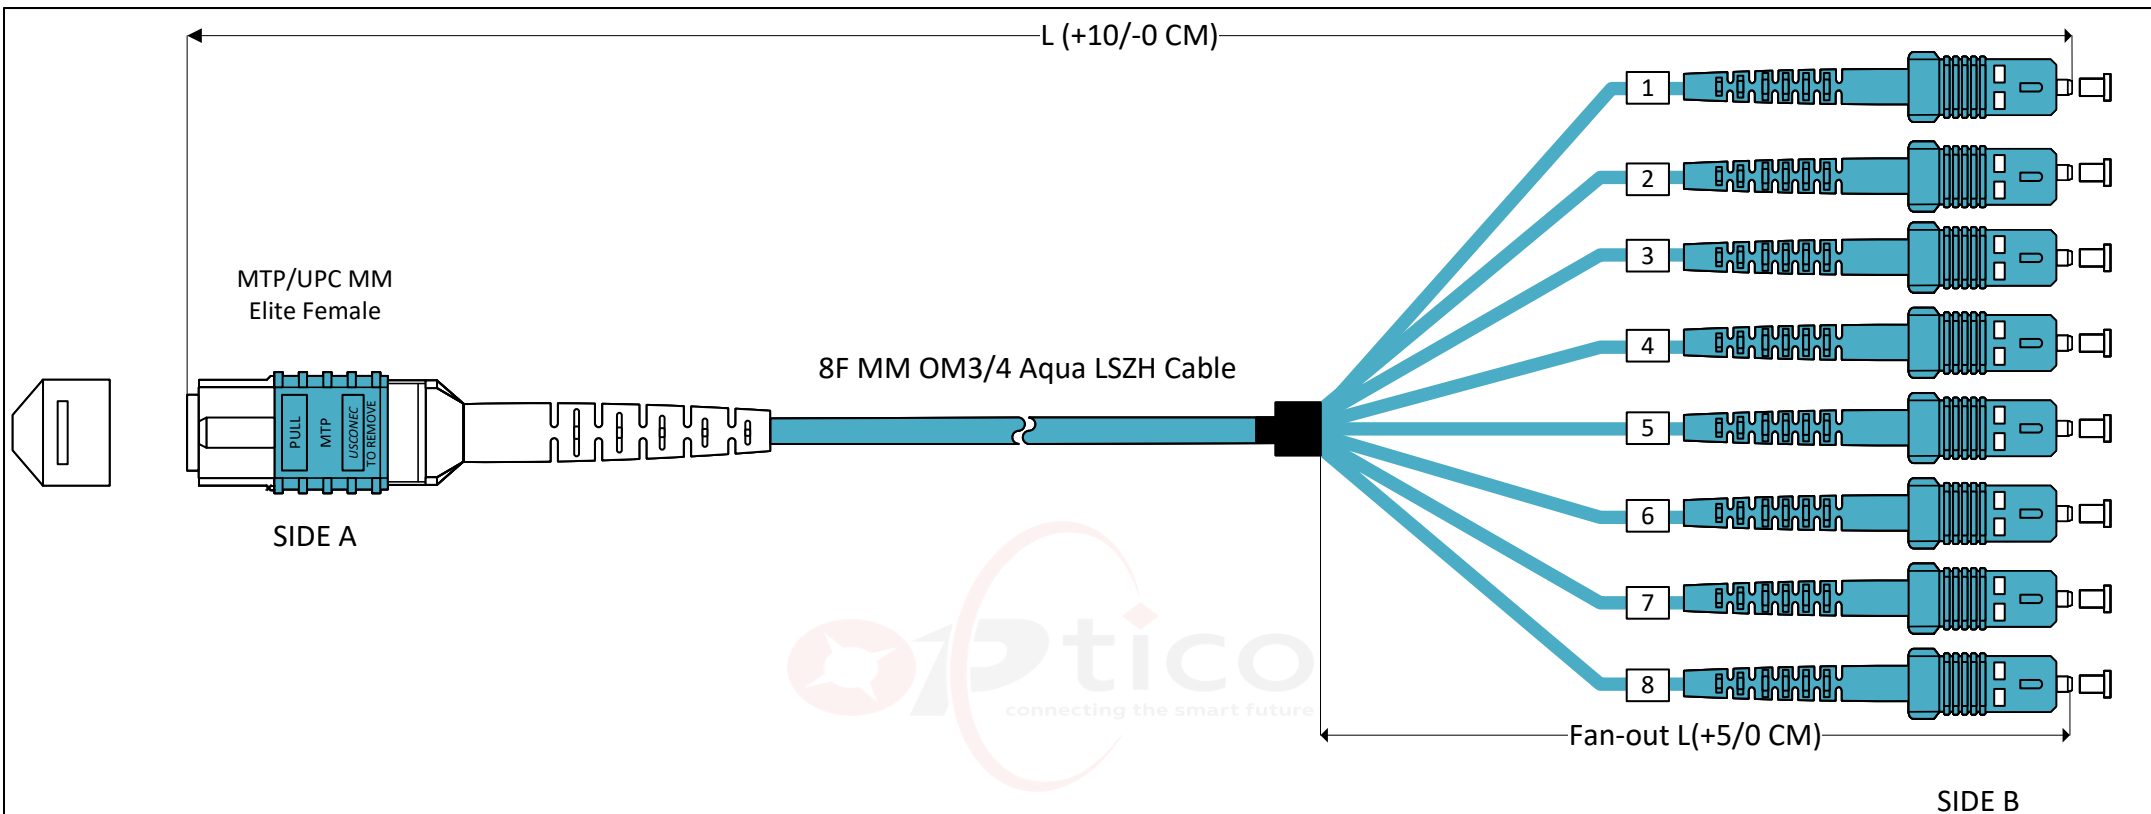 L (+10/-0 CM)
1
2
3
MTP/UPC MM
Elite Female
4
8F MM OM3/4 Aqua LSZH Cable
PULL
MTP
USCONEC
TO REMOVE
5
6
SIDE A
7
OPtico
8
connecting the smart future
Fan-out L(+5/0 CM)
SIDE B